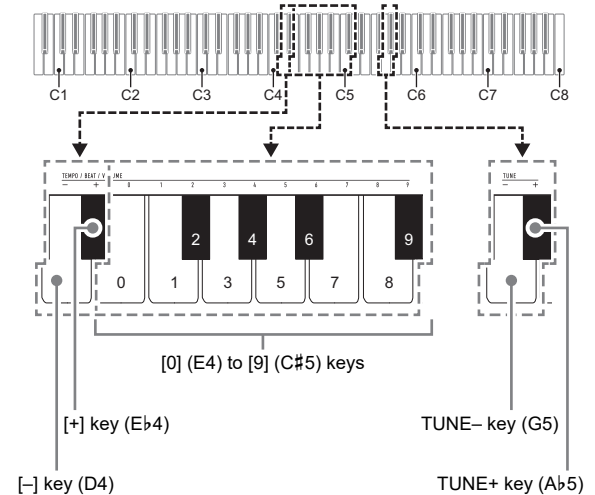 C1 C2 C3 C4 C5 C6 C7 C8
TEMPO / BEAT / V UME TUNE
– + 0 1 2 3 4 5 6 7 8 9 – +
2 4 6 9
0 1 3 5 7 8
[0] (E4) to [9] (C♯5) keys
[+] key (E♭4) TUNE– key (G5)
[–] key (D4) TUNE+ key (A♭5)